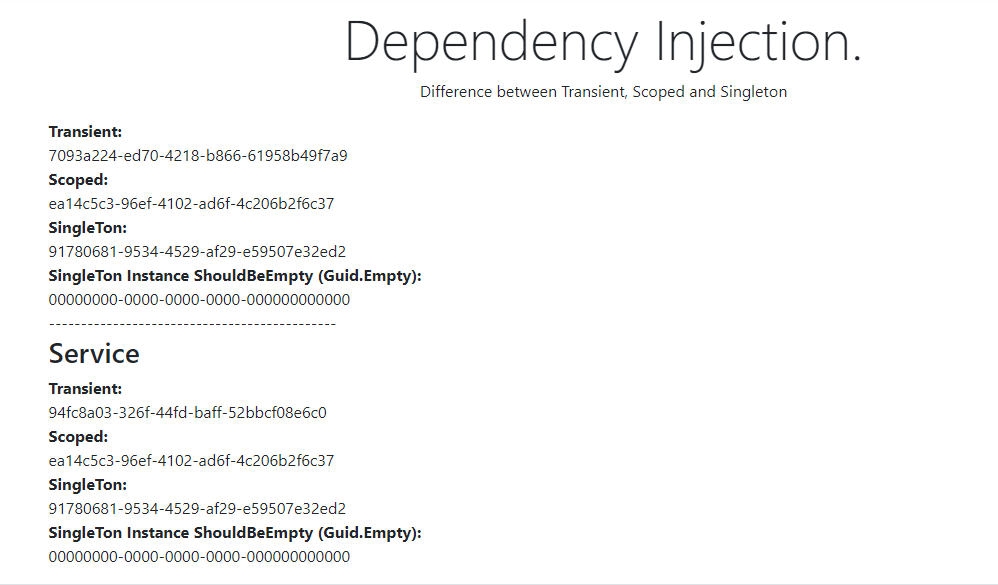 Dependency Injection.
Difference between Transient, Scoped and Singleton
Transient:
7093a224-ed70-4218-b866-61958b49f7a9
Scoped:
ea14c5c3-96ef-4102-ad6f-4c206b2f6c37
SingleTon:
91780681-9534-4529-af29-e59507e32ed2
SingleTon Instance ShouldBeEmpty (Guid.Empty):
00000000-0000-0000-0000-000000000000
---------------------------------------------
Service
Transient:
94fc8a03-326f-44fd-baff-52bbcf08e6c0
Scoped:
ea14c5c3-96ef-4102-ad6f-4c206b2f6c37
SingleTon:
91780681-9534-4529-af29-e59507e32ed2
SingleTon Instance ShouldBeEmpty (Guid.Empty):
00000000-0000-0000-0000-000000000000